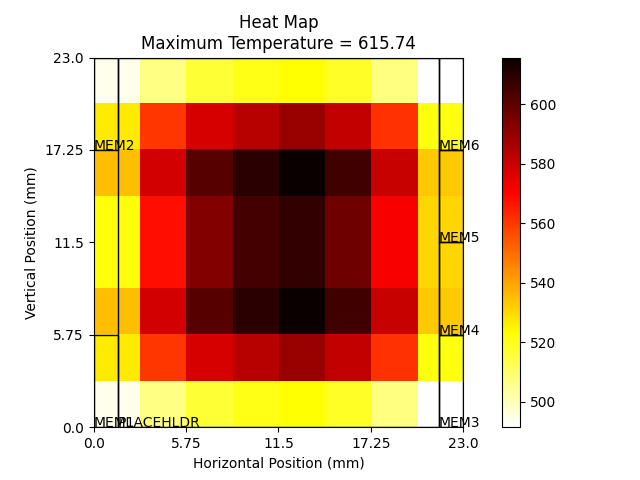 Heat Map
Maximum Temperature = 615.74
23.0
17.25
11.5
5.75
0.0
Vertical Position (mm)
MEM2
MEM6
MEM5
MEM4
PLACEHLDR
MEM3
0.0
5.75
11.5
17.25
23.0
Horizontal Position (mm)
600
580
560
540
520
500